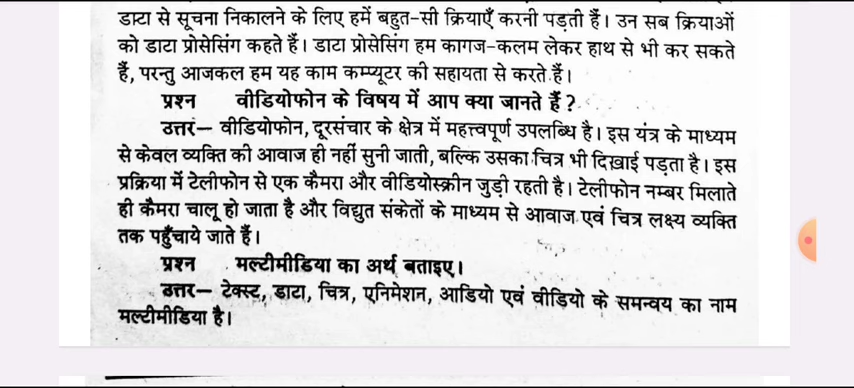 डाटा से सूचना निकालने के लिए हमें बहुत-सी क्रियाएँ करनी पड़ती हैं। उन सब क्रियाओं
को डाटा प्रोसेसिंग कहते हैं। डाटा प्रोसेसिंग हम कागज-कलम लेकर हाथ से भी कर सकते
हैं, परन्तु आजकल हम यह काम कम्प्यूटर की सहायता से करते हैं।
प्रश्न वीडियोफोन के विषय में आप क्या जानते हैं?
उत्तर— वीडियोफोन, दूरसंचार के क्षेत्र में महत्त्वपूर्ण उपलब्धि है। इस यंत्र के माध्यम
से केवल व्यक्ति की आवाज ही नहीं सुनी जाती, बल्कि उसका चित्र भी दिखाई पड़ता है। इस
प्रक्रिया में टेलीफोन से एक कैमरा और वीडियोस्क्रीन जुड़ी रहती है। टेलीफोन नम्बर मिलाते
ही कैमरा चालू हो जाता है और विद्युत संकेतों के माध्यम से आवाज एवं चित्र लक्ष्य व्यक्ति
तक पहुँचाये जाते हैं।
प्रश्न मल्टीमीडिया का अर्थ बताइए।
उत्तर— टेक्स्ट, डाटा, चित्र, एनिमेशन, आडियो एवं वीडियो के समन्वय का नाम
मल्टीमीडिया है।